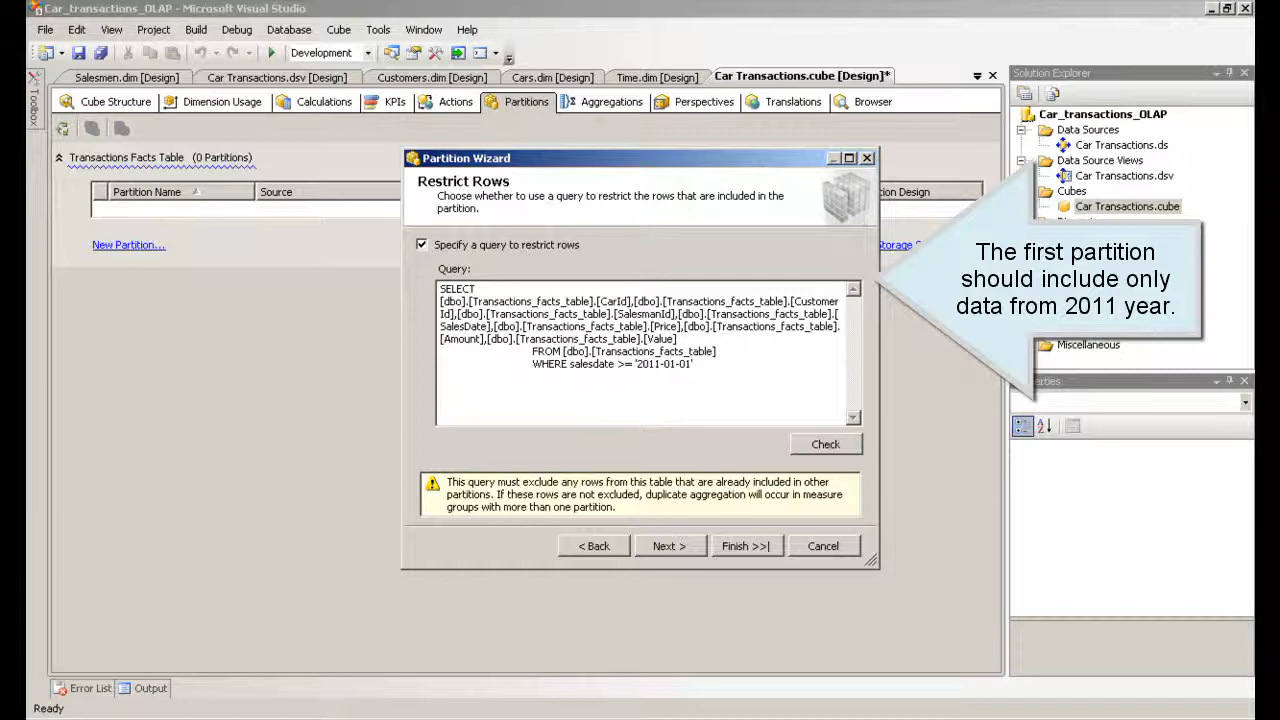 Car_transactions_OLAP - Microsoft Visual Studio
File Edit View Project Build Debug Database Cube Tools Window Help
Development
Salesmen.dim [Design] Car Transactions.dsv [Design] Customers.dim [Design] Cars.dim [Design] Time.dim [Design] Car Transactions.cube [Design]*
Solution Explorer
Toolbox
Cube Structure Dimension Usage Calculations KPIs Actions Partitions Aggregations Perspectives Translations Browser
Car_transactions_OLAP
Data Sources
Car Transactions.ds
Data Source Views
Car Transactions.dsv
Cubes
Car Transactions.cube
Miscellaneous
Transactions Facts Table (0 Partitions)
Partition Name Source Design
New Partition...
Partition Wizard
Restrict Rows
Choose whether to use a query to restrict the rows that are included in the
partition.
Specify a query to restrict rows
Query:
SELECT
[dbo].[Transactions_facts_table].[CarId],[dbo].[Transactions_facts_table].[Customer
Id],[dbo].[Transactions_facts_table].[SalesmanId],[dbo].[Transactions_facts_table].[
SalesDate],[dbo].[Transactions_facts_table].[Price],[dbo].[Transactions_facts_table].
[Amount],[dbo].[Transactions_facts_table].[Value]
FROM [dbo].[Transactions_facts_table]
WHERE salesdate >= '2011-01-01'
Check
This query must exclude any rows from this table that are already included in other
partitions. If these rows are not excluded, duplicate aggregation will occur in measure
groups with more than one partition.
< Back Next > Finish >>| Cancel
The first partition
should include only
data from 2011 year.
Error List Output
Ready